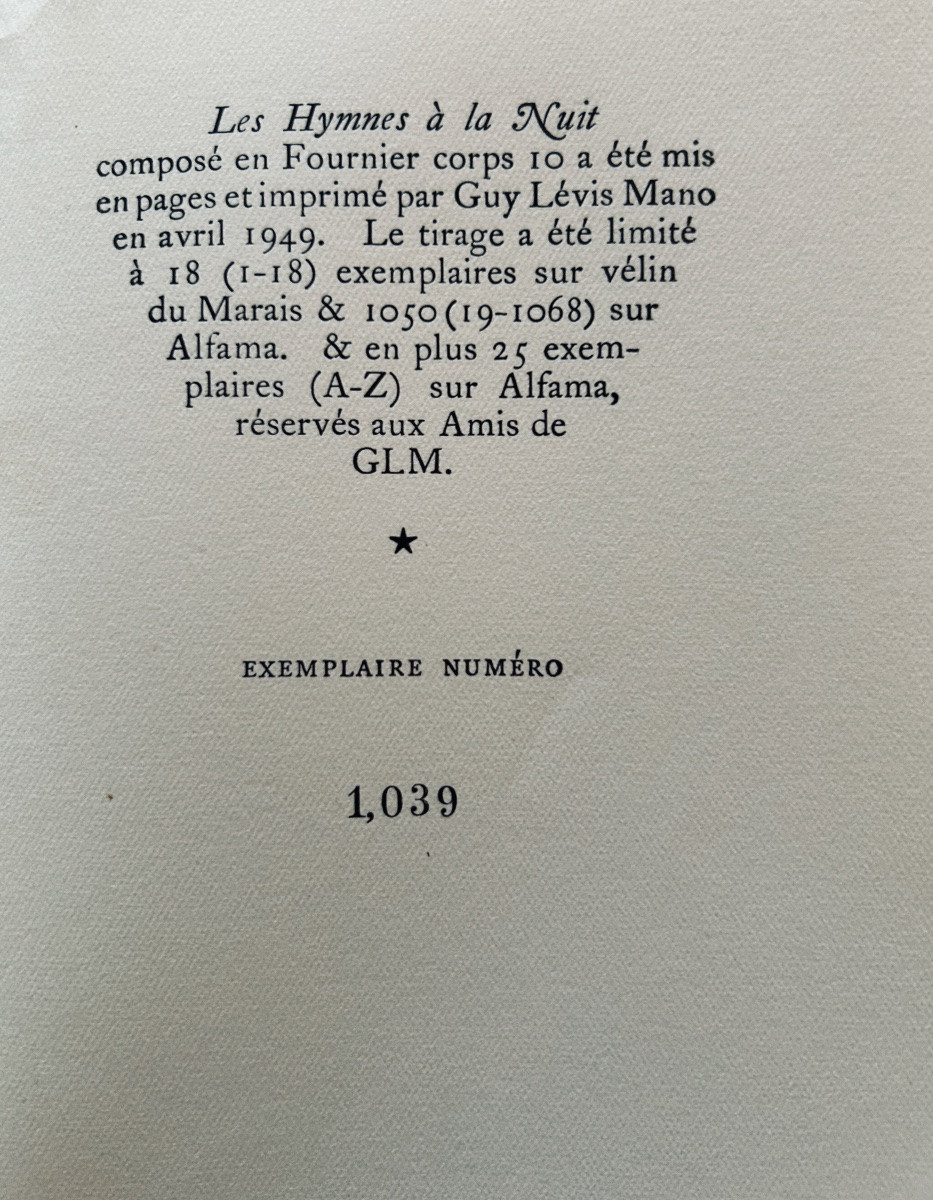 Les Hymnes à la Nuit
composé en Fournier corps 10 a été mis
en pages et imprimé par Guy Lévis Mano
en avril 1949. Le tirage a été limité
à 18 (1-18) exemplaires sur vélin
du Marais & 1050 (19-1068) sur
Alfama. & en plus 25 exem-
plaires (A-Z) sur Alfama,
réservés aux Amis de
GLM.
★
EXEMPLAIRE NUMÉRO
1,039